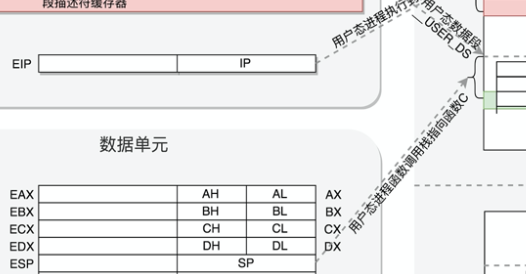 段描述符缓存器
用户态进程执行到
用户态数据段
__USER_DS
EIP IP
用户态进程函数调用栈指向函数C
数据单元
EAX AH AL AX
EBX BH BL BX
ECX CH CL CX
EDX DH DL DX
ESP SP